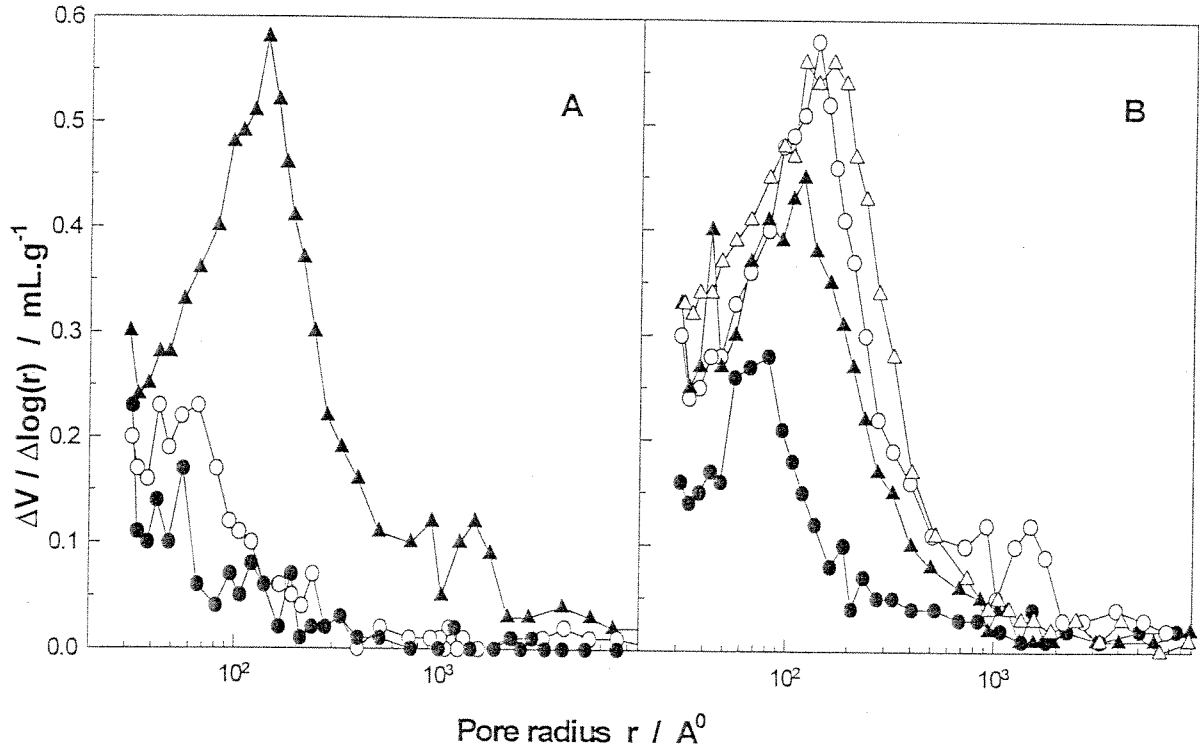 0.6
0.5
0.4
0.3
0.2
0.1
0.0
ΔV / Δlog(r) / mL.g⁻¹
A
B
10² 10³ 10² 10³
Pore radius r / A⁰